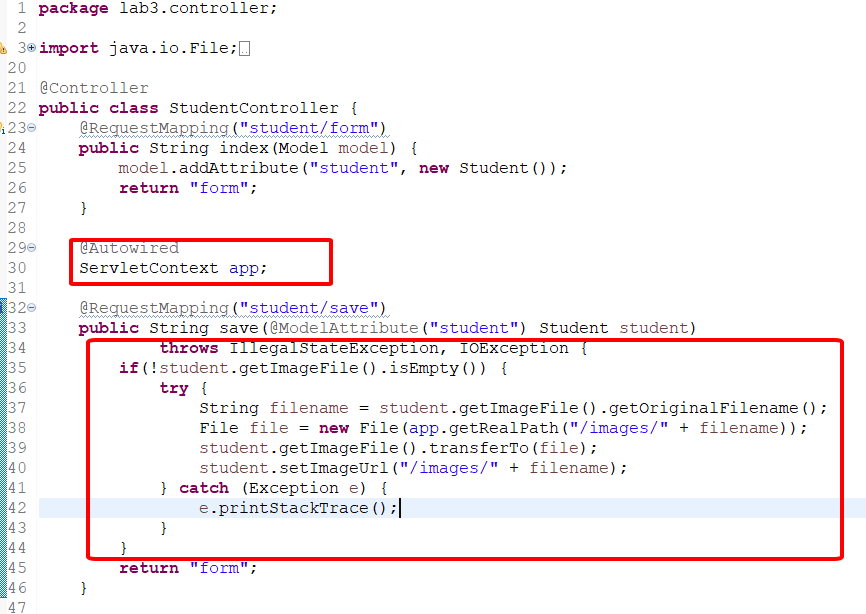 1 package lab3.controller;
2
3 import java.io.File;
20
21 @Controller
22 public class StudentController {
23 @RequestMapping("student/form")
24 public String index(Model model) {
25 model.addAttribute("student", new Student());
26 return "form";
27 }
28
29 @Autowired
30 ServletContext app;
31
32 @RequestMapping("student/save")
33 public String save(@ModelAttribute("student") Student student)
34 throws IllegalStateException, IOException {
35 if(!student.getImageFile().isEmpty()) {
36 try {
37 String filename = student.getImageFile().getOriginalFilename();
38 File file = new File(app.getRealPath("/images/" + filename));
39 student.getImageFile().transferTo(file);
40 student.setImageUrl("/images/" + filename);
41 } catch (Exception e) {
42 e.printStackTrace();
43 }
44 }
45 return "form";
46 }
47